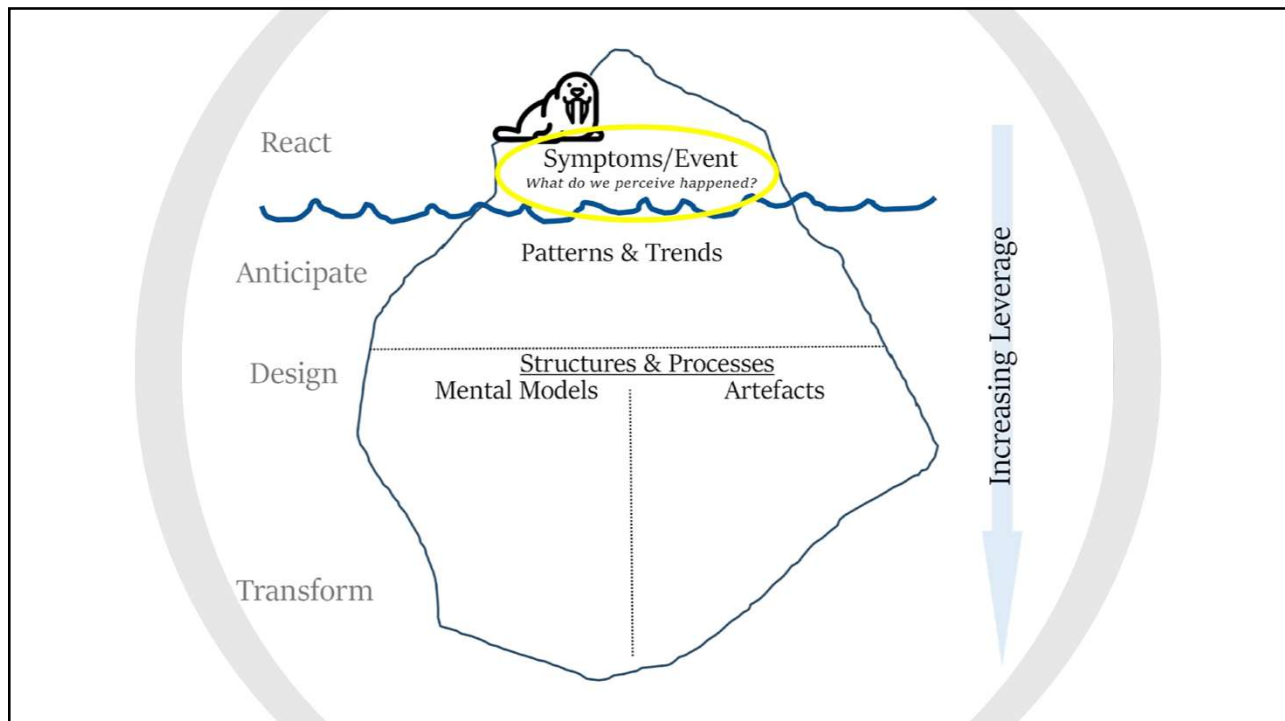 React
Symptoms/Event
What do we perceive happened?
Patterns & Trends
Anticipate
Structures & Processes
Design
Mental Models
Artefacts
Transform
Increasing Leverage